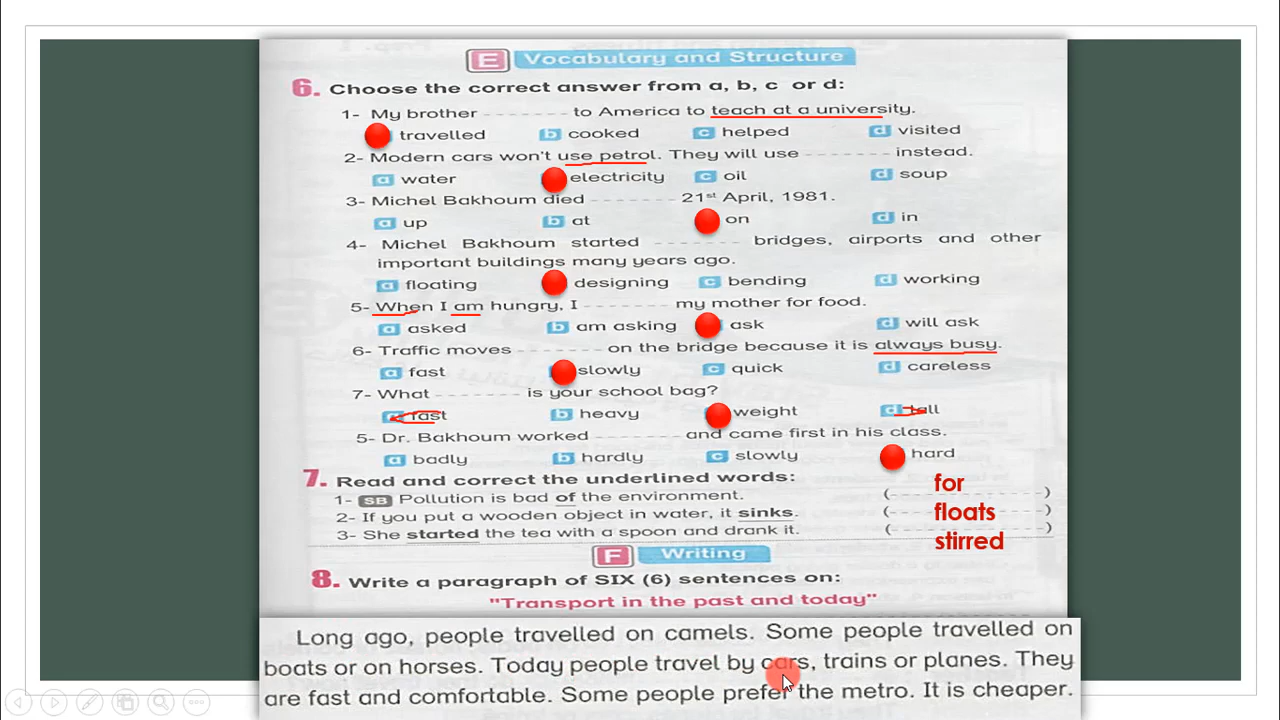 E Vocabulary and Structure
6. Choose the correct answer from a, b, c or d:
1- My brother ------- to America to teach at a university.
travelled b cooked c helped d visited
2- Modern cars won't use petrol. They will use ------- instead.
a water electricity c oil d soup
3- Michel Bakhoum died ------- 21st April, 1981.
a up b at on d in
4- Michel Bakhoum started ------- bridges, airports and other
important buildings many years ago.
a floating designing c bending d working
5- When I am hungry, I ------- my mother for food.
a asked b am asking ask d will ask
6- Traffic moves ------- on the bridge because it is always busy.
a fast slowly c quick d careless
7- What ------- is your school bag?
a fast b heavy weight d tall
5- Dr. Bakhoum worked ------- and came first in his class.
a badly b hardly c slowly hard
7. Read and correct the underlined words:
1- SB Pollution is bad of the environment. (------- for -------)
2- If you put a wooden object in water, it sinks. (------- floats -------)
3- She started the tea with a spoon and drank it. (------- stirred -------)
F Writing
8. Write a paragraph of SIX (6) sentences on:
"Transport in the past and today"
Long ago, people travelled on camels. Some people travelled on
boats or on horses. Today people travel by cars, trains or planes. They
are fast and comfortable. Some people prefer the metro. It is cheaper.